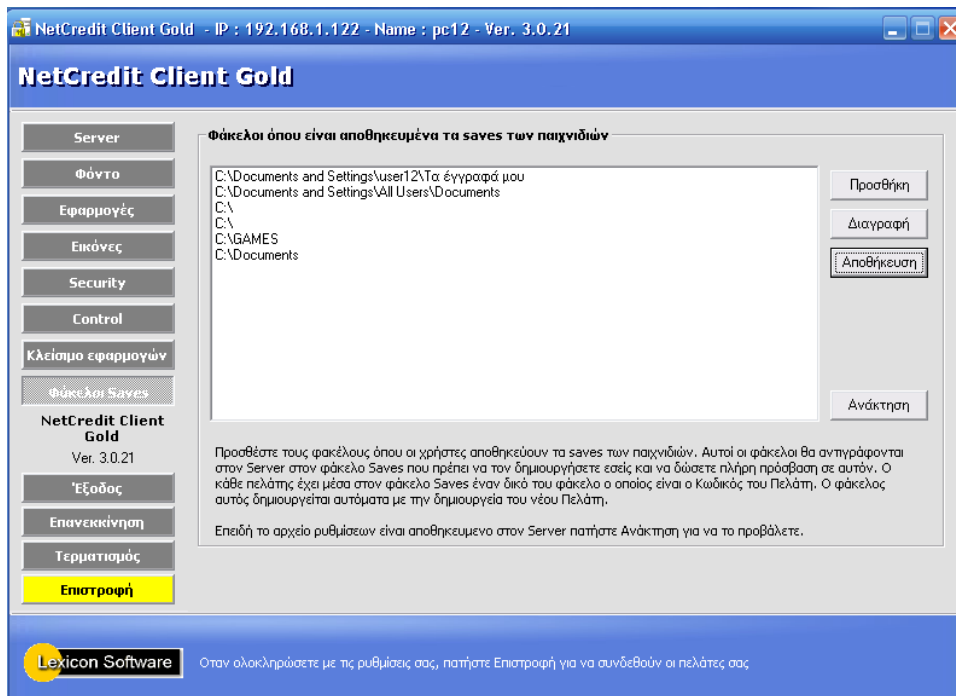 NetCredit Client Gold - IP : 192.168.1.122 - Name : pc12 - Ver. 3.0.21
NetCredit Client Gold
Server
Φόντο
Εφαρμογές
Εικόνες
Security
Control
Κλείσιμο εφαρμογών
Φάκελοι Saves
NetCredit Client
Gold
Ver. 3.0.21
Έξοδος
Επανεκκίνηση
Τερματισμός
Επιστροφή
Φάκελοι όπου είναι αποθηκευμένα τα saves των παιχνιδιών
C:\Documents and Settings\user12\Τα έγγραφά μου
C:\Documents and Settings\All Users\Documents
C:\
C:\
C:\GAMES
C:\Documents
Προσθήκη
Διαγραφή
Αποθήκευση
Ανάκτηση
Προσθέστε τους φακέλους όπου οι χρήστες αποθηκεύουν τα saves των παιχνιδιών. Αυτοί οι φάκελοι θα αντιγράφονται
στον Server στον φάκελο Saves που πρέπει να τον δημιουργήσετε εσείς και να δώσετε πλήρη πρόσβαση σε αυτόν. Ο
κάθε πελάτης έχει μέσα στον φάκελο Saves έναν δικό του φάκελο ο οποίος είναι ο Κωδικός του Πελάτη. Ο φάκελος
αυτός δημιουργείται αυτόματα με την δημιουργεία του νέου Πελάτη.
Επειδή το αρχείο ρυθμίσεων είναι αποθηκευμενο στον Server πατήστε Ανάκτηση για να το προβάλετε.
Lexicon Software
Οταν ολοκληρώσετε με τις ρυθμίσεις σας, πατήστε Επιστροφή για να συνδεθούν οι πελάτες σας